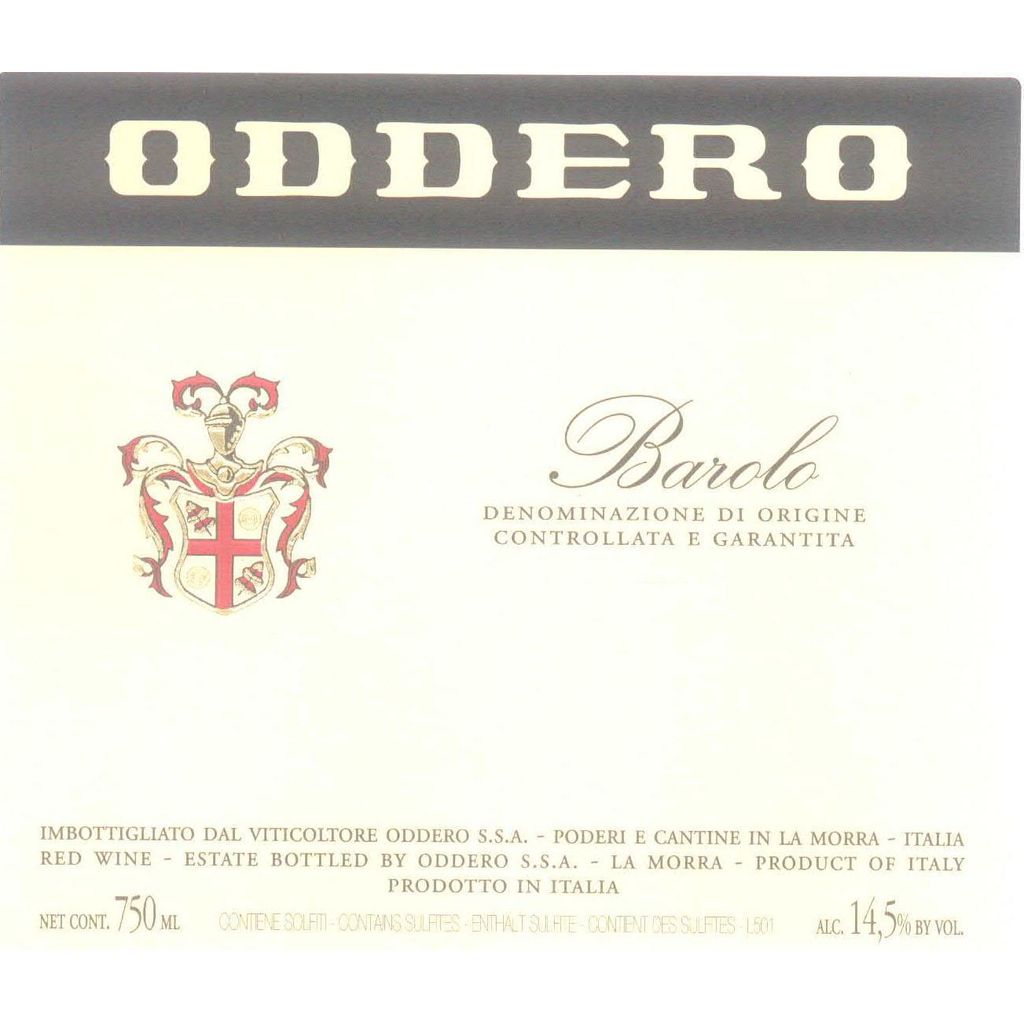 ODDERO
Barolo
DENOMINAZIONE DI ORIGINE
CONTROLLATA E GARANTITA
IMBOTTIGLIATO DAL VITICOLTORE ODDERO S.S.A. - PODERI E CANTINE IN LA MORRA - ITALIA
RED WINE - ESTATE BOTTLED BY ODDERO S.S.A. - LA MORRA - PRODUCT OF ITALY
PRODOTTO IN ITALIA
NET CONT. 750 ML CONTIENE SOLFITI - CONTAINS SULFITES - ENTHALT SULFITE - CONTIENT DES SULFITES - L501 ALC. 14,5% BY VOL.